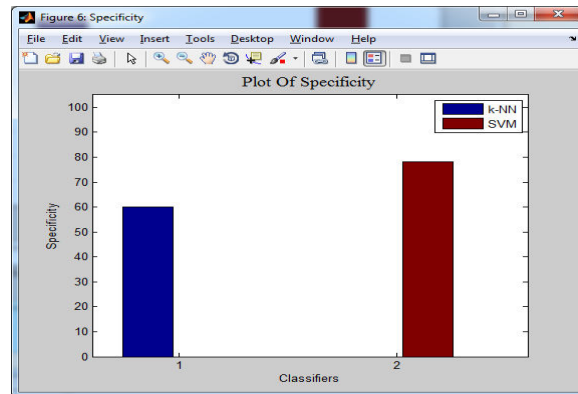 Figure 6: Specificity
File Edit View Insert Tools Desktop Window Help
Plot Of Specificity
k-NN
SVM
100
90
80
70
60
50
40
30
20
10
0
Specificity
1 2
Classifiers